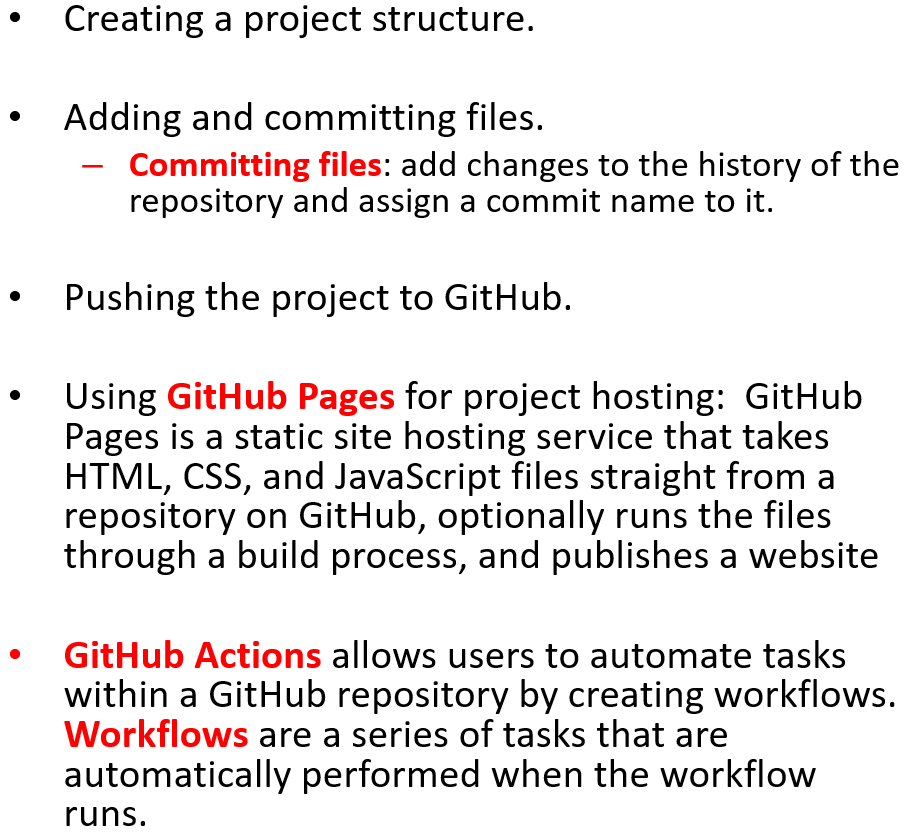 • Creating a project structure.
• Adding and committing files.
– Committing files: add changes to the history of the
repository and assign a commit name to it.
• Pushing the project to GitHub.
• Using GitHub Pages for project hosting:  GitHub
Pages is a static site hosting service that takes
HTML, CSS, and JavaScript files straight from a
repository on GitHub, optionally runs the files
through a build process, and publishes a website
• GitHub Actions allows users to automate tasks
within a GitHub repository by creating workflows.
Workflows are a series of tasks that are
automatically performed when the workflow
runs.